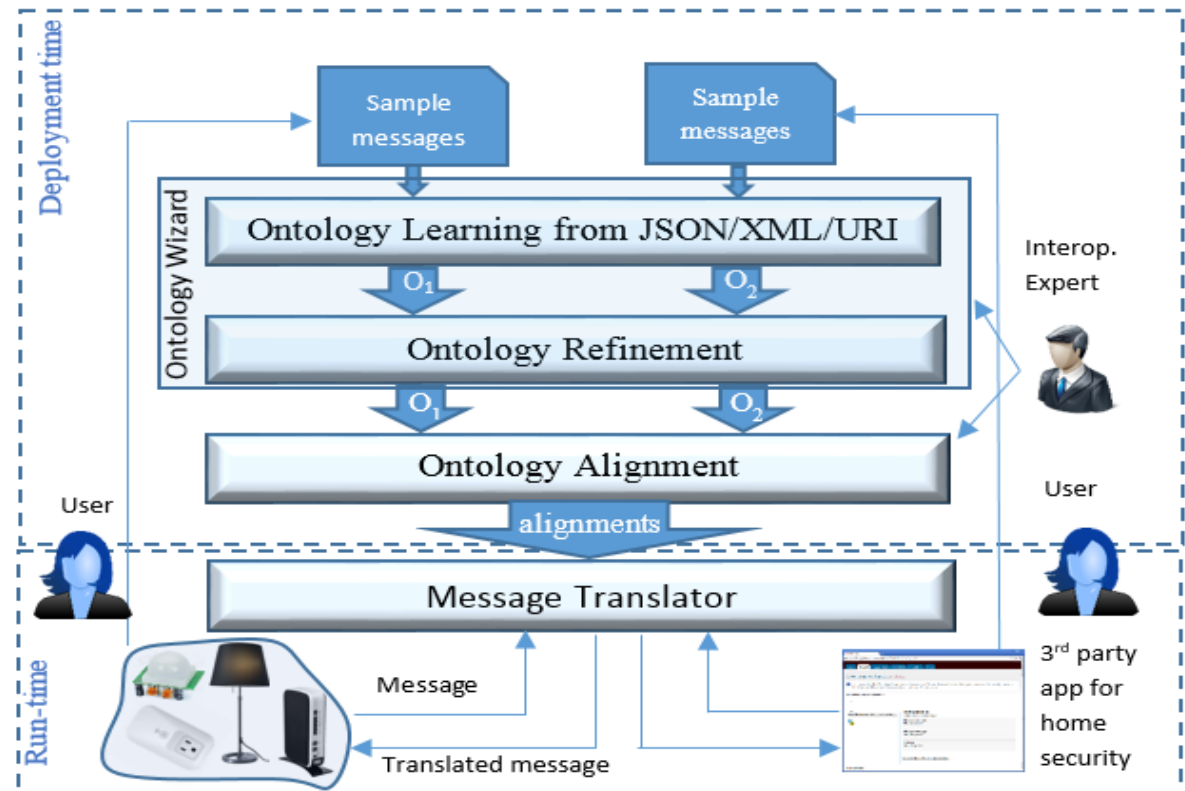 Deployment time
Sample
messages
Sample
messages
Ontology Wizard
Ontology Learning from JSON/XML/URI
O1
O2
Interop.
Expert
Ontology Refinement
O1
O2
Ontology Alignment
User
User
alignments
Message Translator
Run-time
Message
Translated message
3rd party
app for
home
security